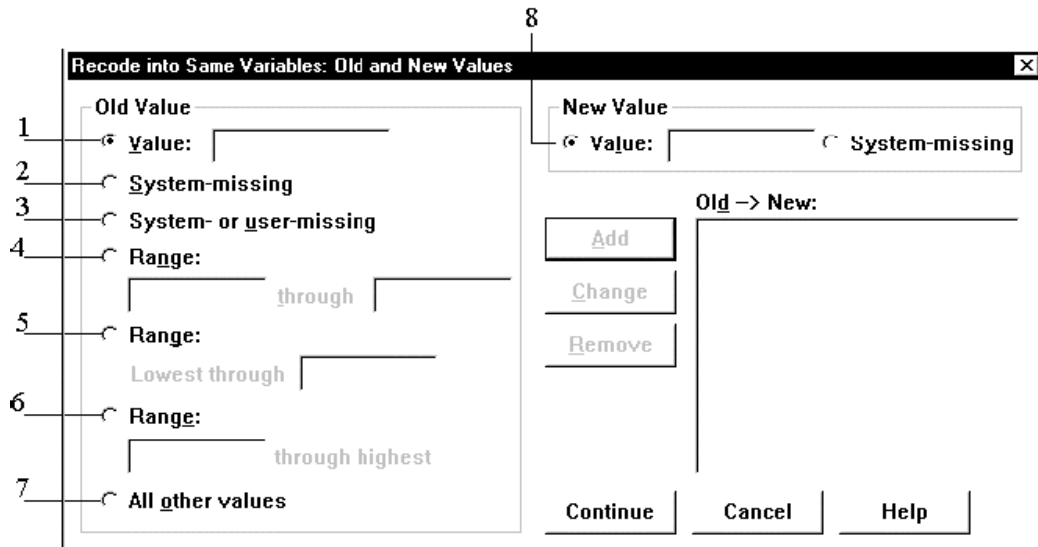 8
Recode into Same Variables: Old and New Values
Old Value
1
Value:
2
System-missing
3
System- or user-missing
4
Range:
through
5
Range:
Lowest through
6
Range:
through highest
7
All other values
New Value
Value:
System-missing
Old -> New:
Add
Change
Remove
Continue
Cancel
Help